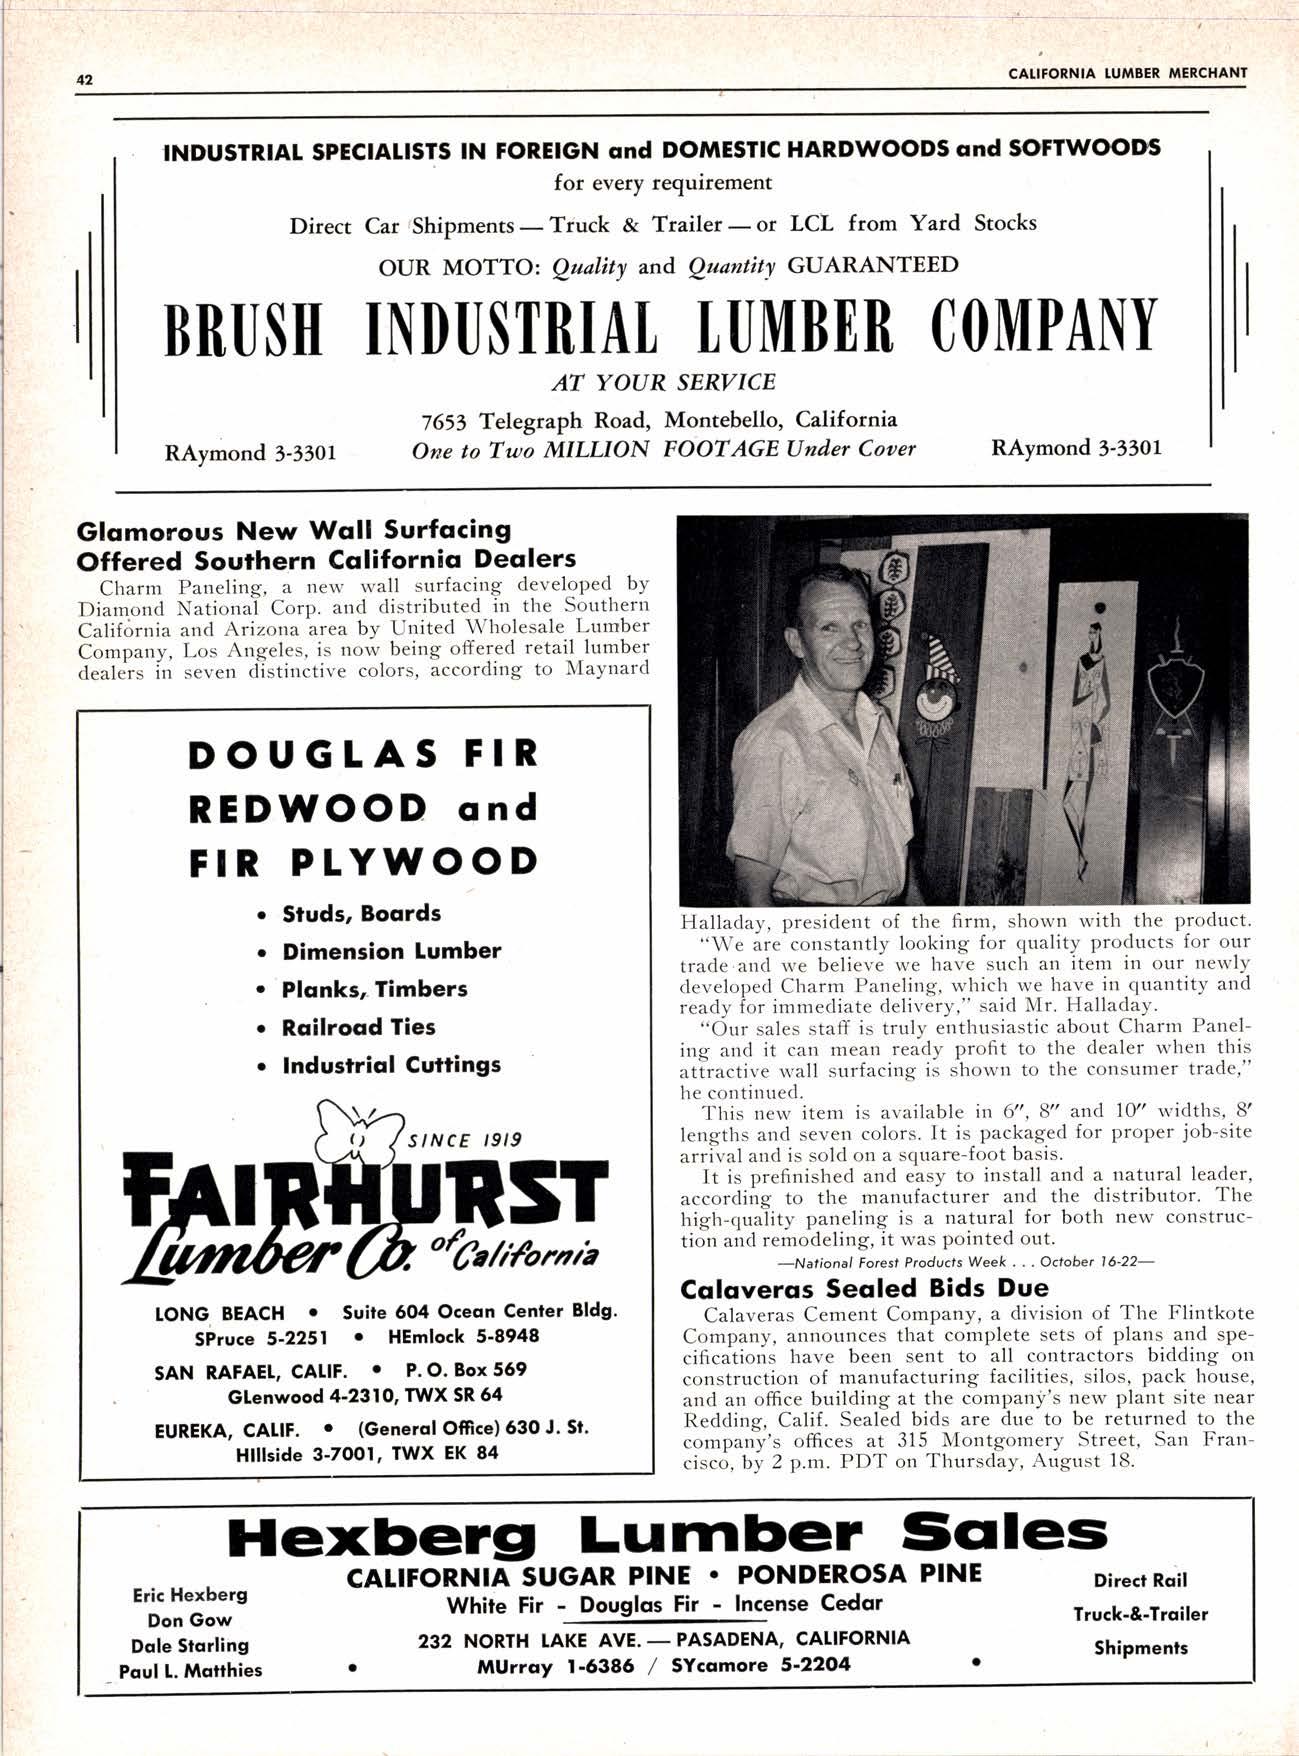 42
CALIFORNIA LUMBER MERCHANT
INDUSTRIAL SPECIALISTS IN FOREIGN and DOMESTIC HARDWOODS and SOFTWOODS
for every requirement
Direct Car Shipments — Truck & Trailer — or LCL from Yard Stocks
OUR MOTTO: Quality and Quantity GUARANTEED
BRUSH INDUSTRIAL LUMBER COMPANY
AT YOUR SERVICE
7653 Telegraph Road, Montebello, California
RAymond 3-3301 One to Two MILLION FOOTAGE Under Cover RAymond 3-3301
Glamorous New Wall Surfacing
Offered Southern California Dealers
Charm Paneling, a new wall surfacing developed by
Diamond National Corp. and distributed in the Southern
California and Arizona area by United Wholesale Lumber
Company, Los Angeles, is now being offered retail lumber
dealers in seven distinctive colors, according to Maynard
Halladay, president of the firm, shown with the product.
"We are constantly looking for quality products for our
trade and we believe we have such an item in our newly
developed Charm Paneling, which we have in quantity and
ready for immediate delivery," said Mr. Halladay.
"Our sales staff is truly enthusiastic about Charm Panel-
ing and it can mean ready profit to the dealer when this
attractive wall surfacing is shown to the consumer trade,"
he continued.
This new item is available in 6", 8" and 10" widths, 8'
lengths and seven colors. It is packaged for proper job-site
arrival and is sold on a square-foot basis.
It is prefinished and easy to install and a natural leader,
according to the manufacturer and the distributor. The
high-quality paneling is a natural for both new construc-
tion and remodeling, it was pointed out.
—National Forest Products Week . . . October 16-22—
Calaveras Sealed Bids Due
Calaveras Cement Company, a division of The Flintkote
Company, announces that complete sets of plans and spe-
cifications have been sent to all contractors bidding on
construction of manufacturing facilities, silos, pack house,
and an office building at the company's new plant site near
Redding, Calif. Sealed bids are due to be returned to the
company's offices at 315 Montgomery Street, San Fran-
cisco, by 2 p.m. PDT on Thursday, August 18.
DOUGLAS FIR
REDWOOD and
FIR PLYWOOD
• Studs, Boards
• Dimension Lumber
• Planks, Timbers
• Railroad Ties
• Industrial Cuttings
SINCE 1919
FAIRHURST
Lumber Co. of California
LONG BEACH • Suite 604 Ocean Center Bldg.
SPruce 5-2251 • HEmlock 5-8948
SAN RAFAEL, CALIF. • P. O. Box 569
GLenwood 4-2310, TWX SR 64
EUREKA, CALIF. • (General Office) 630 J. St.
HIllside 3-7001, TWX EK 84
Hexberg Lumber Sales
CALIFORNIA SUGAR PINE • PONDEROSA PINE
White Fir - Douglas Fir - Incense Cedar
232 NORTH LAKE AVE. — PASADENA, CALIFORNIA
• MUrray 1-6386 / SYcamore 5-2204 •
Eric Hexberg
Don Gow
Dale Starling
Paul L. Matthies
Direct Rail
Truck-&-Trailer
Shipments